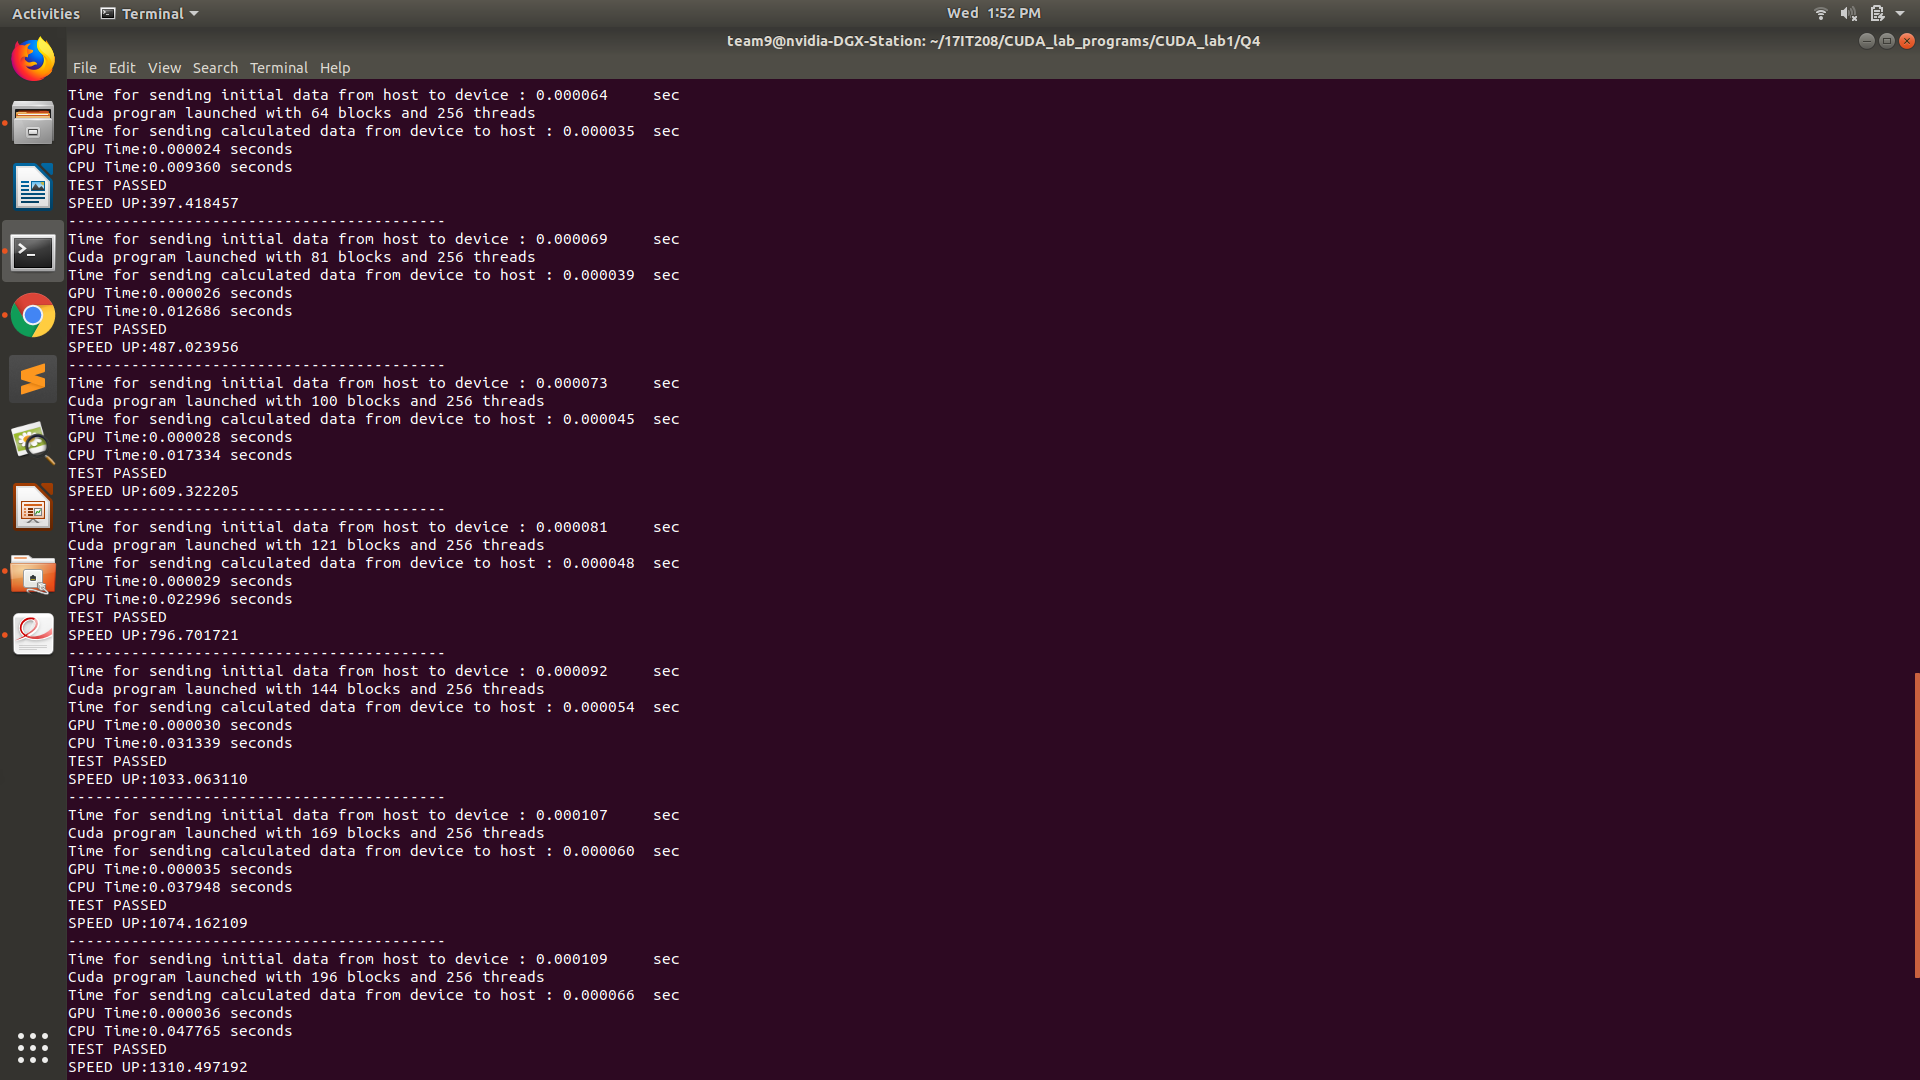 Activities Terminal Wed 1:52 PM
team9@nvidia-DGX-Station: ~/17IT208/CUDA_lab_programs/CUDA_lab1/Q4
File Edit View Search Terminal Help
Time for sending initial data from host to device : 0.000064     sec
Cuda program launched with 64 blocks and 256 threads
Time for sending calculated data from device to host : 0.000035  sec
GPU Time:0.000024 seconds
CPU Time:0.009360 seconds
TEST PASSED
SPEED UP:397.418457
------------------------------------------
Time for sending initial data from host to device : 0.000069     sec
Cuda program launched with 81 blocks and 256 threads
Time for sending calculated data from device to host : 0.000039  sec
GPU Time:0.000026 seconds
CPU Time:0.012686 seconds
TEST PASSED
SPEED UP:487.023956
------------------------------------------
Time for sending initial data from host to device : 0.000073     sec
Cuda program launched with 100 blocks and 256 threads
Time for sending calculated data from device to host : 0.000045  sec
GPU Time:0.000028 seconds
CPU Time:0.017334 seconds
TEST PASSED
SPEED UP:609.322205
------------------------------------------
Time for sending initial data from host to device : 0.000081     sec
Cuda program launched with 121 blocks and 256 threads
Time for sending calculated data from device to host : 0.000048  sec
GPU Time:0.000029 seconds
CPU Time:0.022996 seconds
TEST PASSED
SPEED UP:796.701721
------------------------------------------
Time for sending initial data from host to device : 0.000092     sec
Cuda program launched with 144 blocks and 256 threads
Time for sending calculated data from device to host : 0.000054  sec
GPU Time:0.000030 seconds
CPU Time:0.031339 seconds
TEST PASSED
SPEED UP:1033.063110
------------------------------------------
Time for sending initial data from host to device : 0.000107     sec
Cuda program launched with 169 blocks and 256 threads
Time for sending calculated data from device to host : 0.000060  sec
GPU Time:0.000035 seconds
CPU Time:0.037948 seconds
TEST PASSED
SPEED UP:1074.162109
------------------------------------------
Time for sending initial data from host to device : 0.000109     sec
Cuda program launched with 196 blocks and 256 threads
Time for sending calculated data from device to host : 0.000066  sec
GPU Time:0.000036 seconds
CPU Time:0.047765 seconds
TEST PASSED
SPEED UP:1310.497192